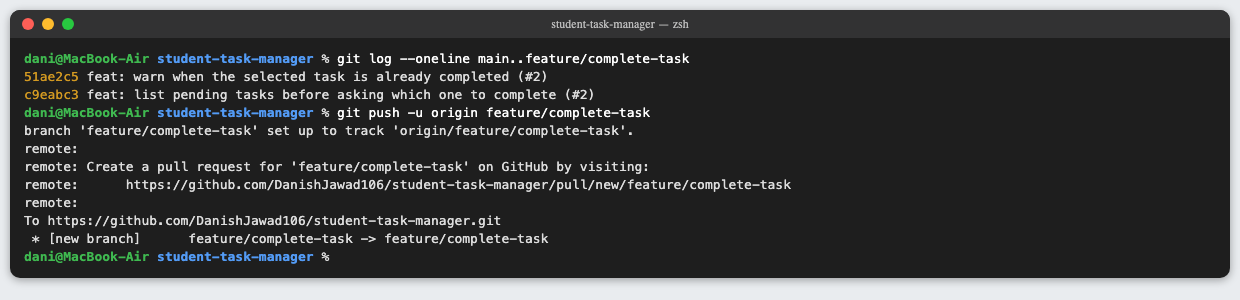 student-task-manager — zsh
dani@MacBook-Air student-task-manager % git log --oneline main..feature/complete-task
51ae2c5 feat: warn when the selected task is already completed (#2)
c9eabc3 feat: list pending tasks before asking which one to complete (#2)
dani@MacBook-Air student-task-manager % git push -u origin feature/complete-task
branch 'feature/complete-task' set up to track 'origin/feature/complete-task'.
remote:
remote: Create a pull request for 'feature/complete-task' on GitHub by visiting:
remote:      https://github.com/DanishJawad106/student-task-manager/pull/new/feature/complete-task
remote:
To https://github.com/DanishJawad106/student-task-manager.git
 * [new branch]      feature/complete-task -> feature/complete-task
dani@MacBook-Air student-task-manager %